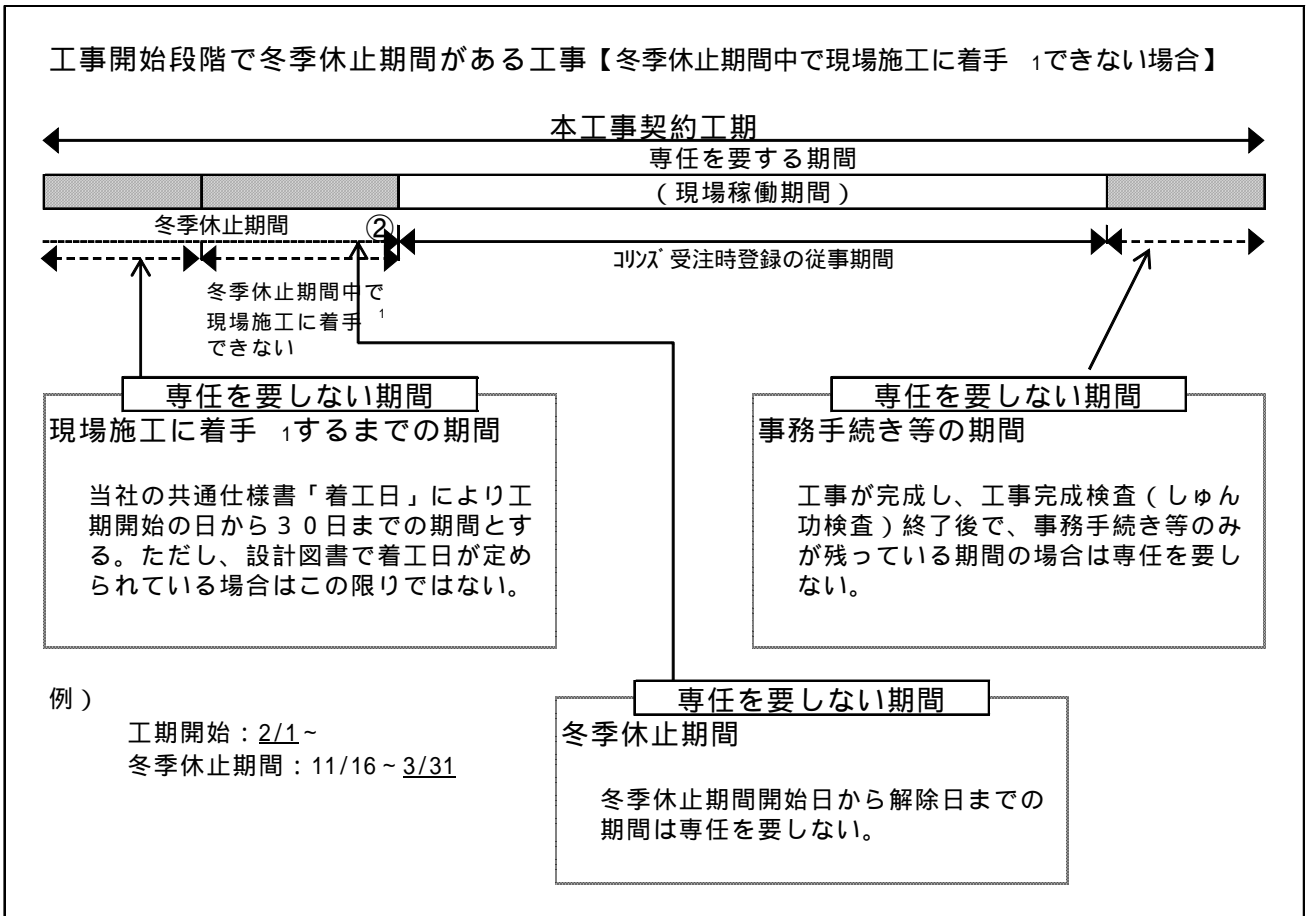 工事開始段階で冬季休止期間がある工事【冬季休止期間中で現場施工に着手 1できない場合】
本工事契約工期
専任を要する期間
(現場稼働期間)
冬季休止期間
②
コリンズ受注時登録の従事期間
冬季休止期間中で
現場施工に着手 1
できない
専任を要しない期間
現場施工に着手 1するまでの期間
当社の共通仕様書「着工日」により工
期開始の日から30日までの期間とす
る。ただし、設計図書で着工日が定め
られている場合はこの限りではない。
専任を要しない期間
事務手続き等の期間
工事が完成し、工事完成検査(しゅん
功検査)終了後で、事務手続き等のみ
が残っている期間の場合は専任を要し
ない。
例)
工期開始:2/1~
冬季休止期間:11/16~3/31
専任を要しない期間
冬季休止期間
冬季休止期間開始日から解除日までの
期間は専任を要しない。